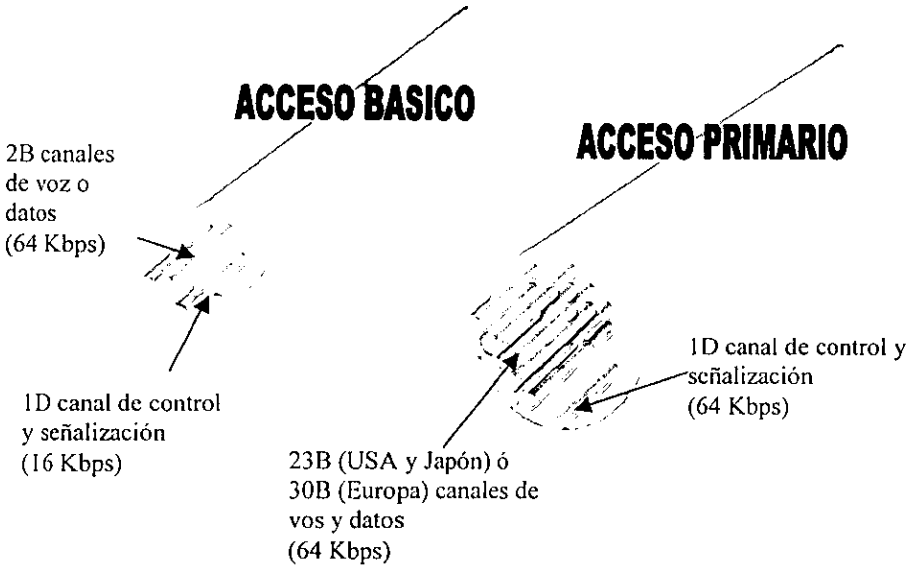 ACCESO BASICO
2B canales
de voz o
datos
(64 Kbps)
1D canal de control
y señalización
(16 Kbps)
ACCESO PRIMARIO
23B (USA y Japón) ó
30B (Europa) canales de
vos y datos
(64 Kbps)
1D canal de control y
señalización
(64 Kbps)